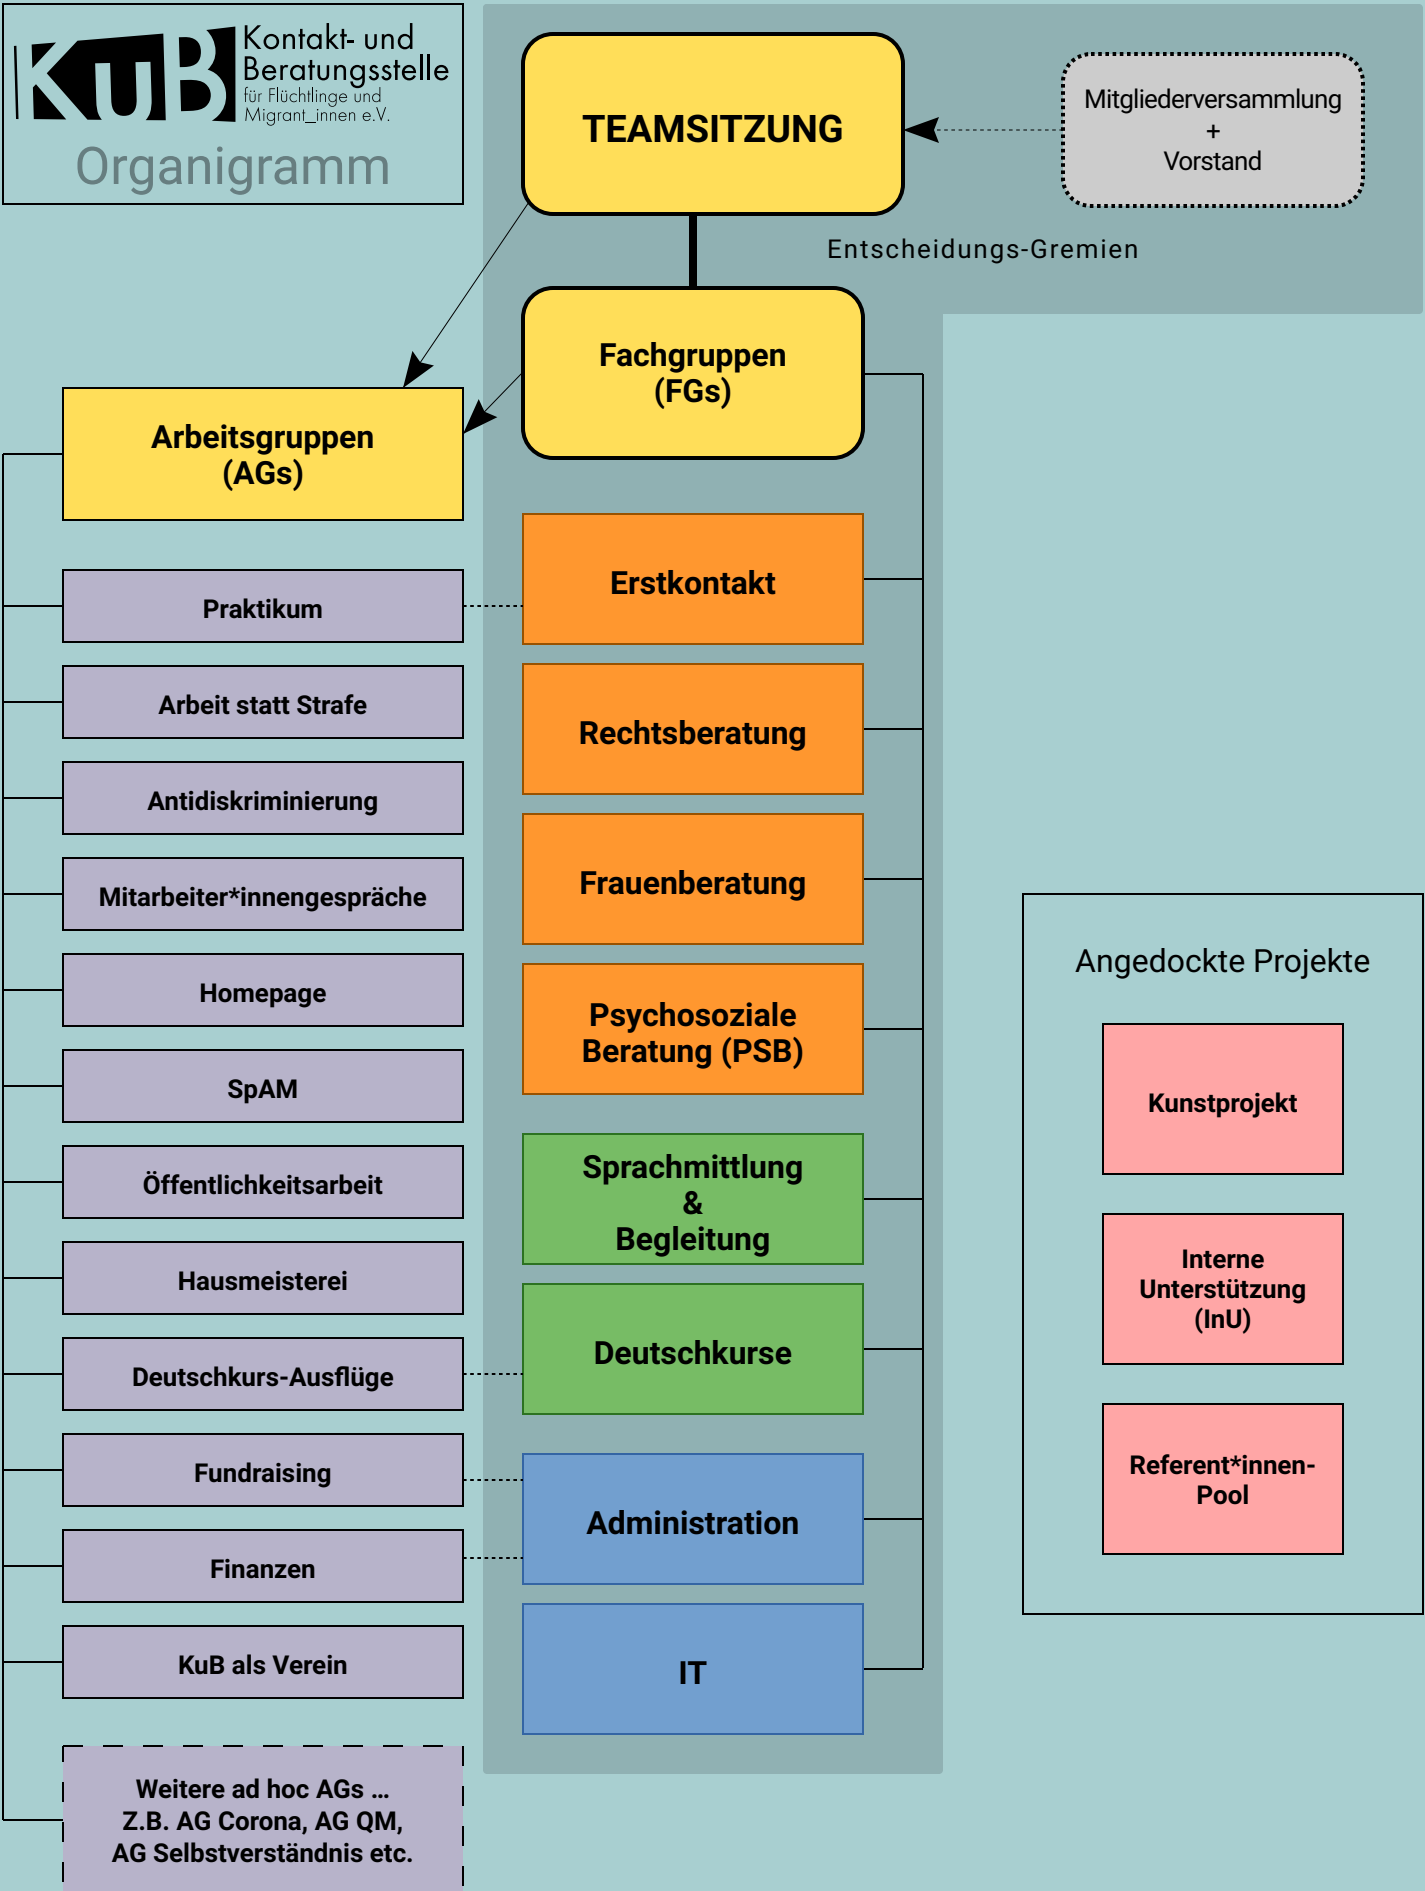 KuB
Kontakt- und
Beratungsstelle
für Flüchtlinge und
Migrant_innen e.V.
Organigramm
TEAMSITZUNG
Mitgliederversammlung
+
Vorstand
Entscheidungs-Gremien
Fachgruppen
(FGs)
Arbeitsgruppen
(AGs)
Praktikum
Arbeit statt Strafe
Antidiskriminierung
Mitarbeiter*innengespräche
Homepage
SpAM
Öffentlichkeitsarbeit
Hausmeisterei
Deutschkurs-Ausflüge
Fundraising
Finanzen
KuB als Verein
Weitere ad hoc AGs ...
Z.B. AG Corona, AG QM,
AG Selbstverständnis etc.
Erstkontakt
Rechtsberatung
Frauenberatung
Psychosoziale
Beratung (PSB)
Sprachmittlung
&
Begleitung
Deutschkurse
Administration
IT
Angedockte Projekte
Kunstprojekt
Interne
Unterstützung
(InU)
Referent*innen-
Pool